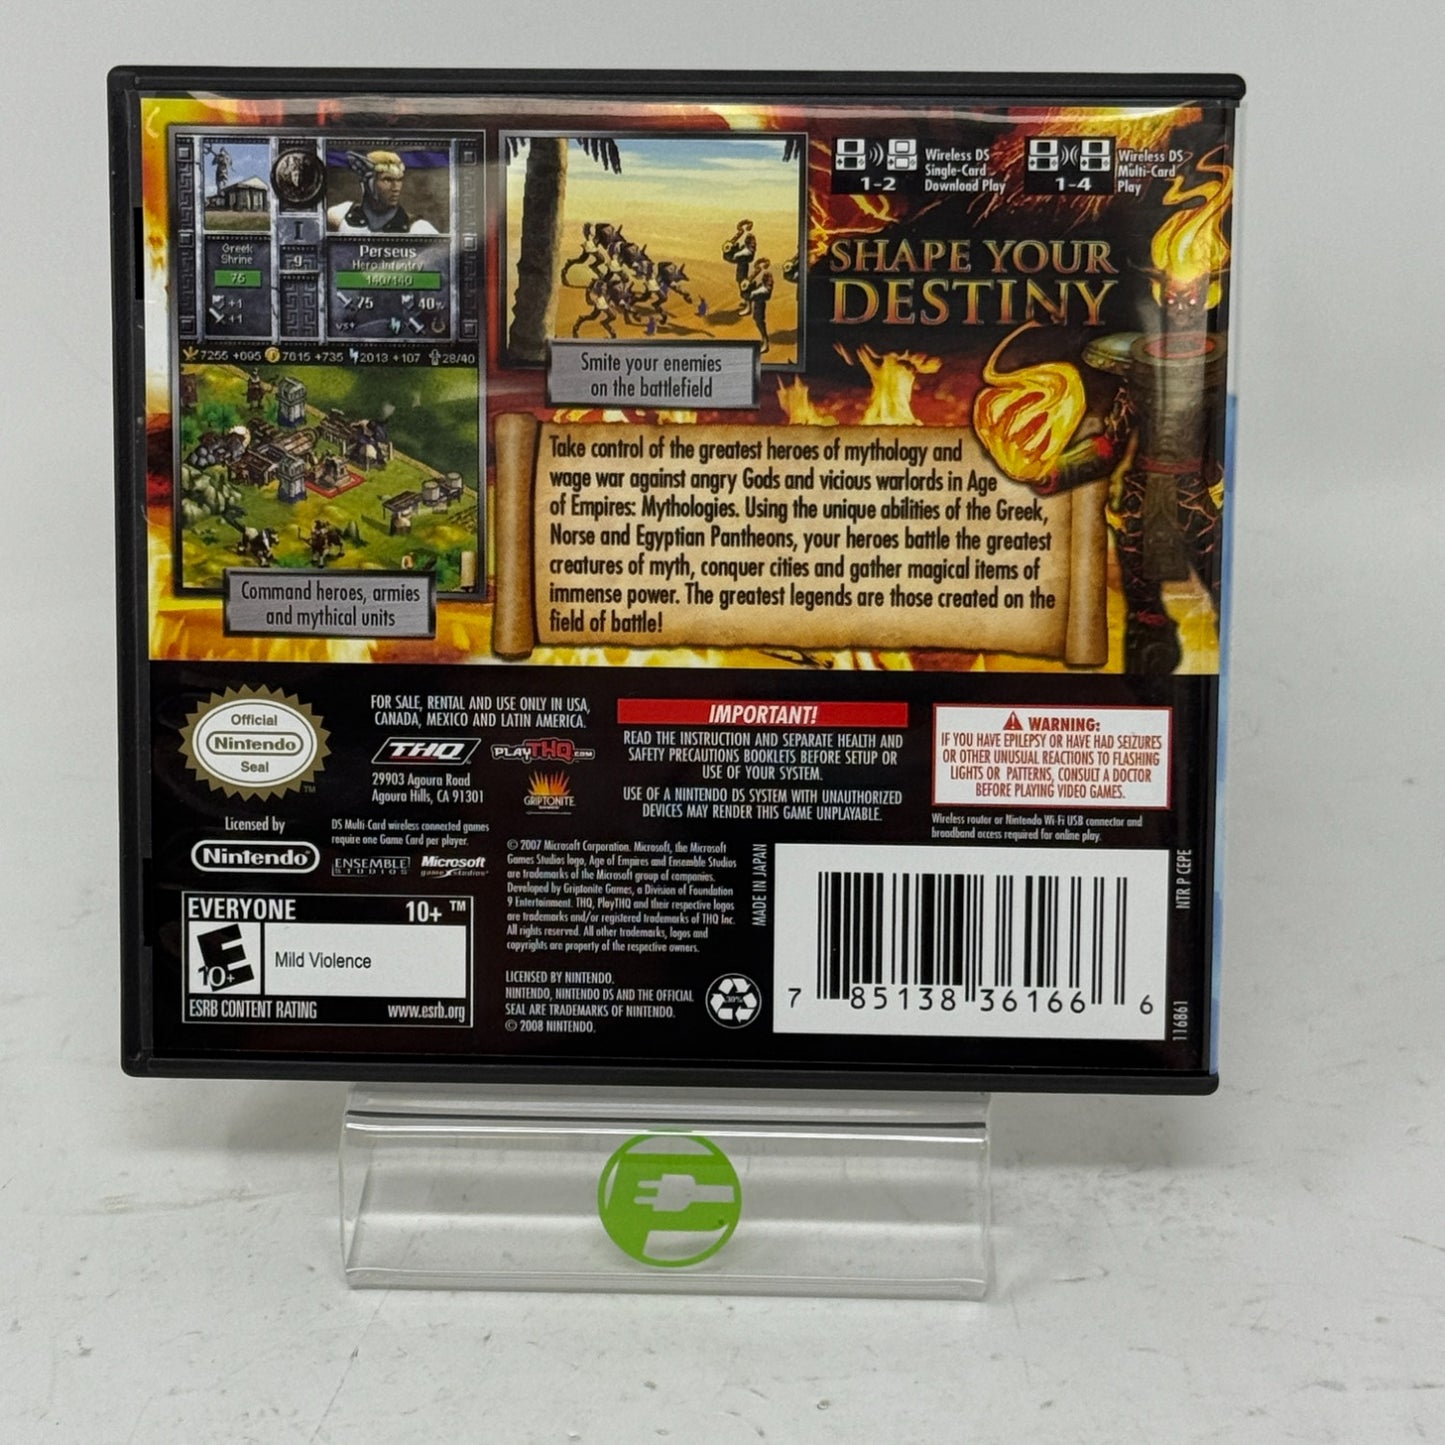 Greek
Shrine
75
+1
+1
I
9
Perseus
Hero Infantry
140/140
75
40%
vs+
7255 +695 7615 +735 2013 +107 28/40
Command heroes, armies
and mythical units
Smite your enemies
on the battlefield
1-2
Wireless DS
Single-Card
Download Play
1-4
Wireless DS
Multi-Card
Play
SHAPE YOUR
DESTINY
Take control of the greatest heroes of mythology and
wage war against angry Gods and vicious warlords in Age
of Empires: Mythologies. Using the unique abilities of the Greek,
Norse and Egyptian Pantheons, your heroes battle the greatest
creatures of myth, conquer cities and gather magical items of
immense power. The greatest legends are those created on the
field of battle!
Official
Nintendo
Seal
TM
Licensed by
Nintendo®
FOR SALE, RENTAL AND USE ONLY IN USA,
CANADA, MEXICO AND LATIN AMERICA.
THQ
PLAYTHQ.COM
29903 Agoura Road
Agoura Hills, CA 91301
GRIPTONITE
DS Multi-Card wireless connected games
require one Game Card per player.
ENSEMBLE
STUDIOS
Microsoft
game studios®
IMPORTANT!
READ THE INSTRUCTION AND SEPARATE HEALTH AND
SAFETY PRECAUTIONS BOOKLETS BEFORE SETUP OR
USE OF YOUR SYSTEM.
USE OF A NINTENDO DS SYSTEM WITH UNAUTHORIZED
DEVICES MAY RENDER THIS GAME UNPLAYABLE.
WARNING:
IF YOU HAVE EPILEPSY OR HAVE HAD SEIZURES
OR OTHER UNUSUAL REACTIONS TO FLASHING
LIGHTS OR PATTERNS, CONSULT A DOCTOR
BEFORE PLAYING VIDEO GAMES.
Wireless router or Nintendo Wi-Fi USB connector and
broadband access required for online play.
EVERYONE 10+ ™
E
10+
Mild Violence
ESRB CONTENT RATING www.esrb.org
© 2007 Microsoft Corporation. Microsoft, the Microsoft
Games Studios logo, Age of Empires and Ensemble Studios
are trademarks of the Microsoft group of companies.
Developed by Griptonite Games, a Division of Foundation
9 Entertainment. THQ, PlayTHQ and their respective logos
are trademarks and/or registered trademarks of THQ Inc.
All rights reserved. All other trademarks, logos and
copyrights are property of the respective owners.
LICENSED BY NINTENDO.
NINTENDO, NINTENDO DS AND THE OFFICIAL
SEAL ARE TRADEMARKS OF NINTENDO.
© 2008 NINTENDO.
30%
MADE IN JAPAN
7 85138 36166 6
NTR P CEPE
116861